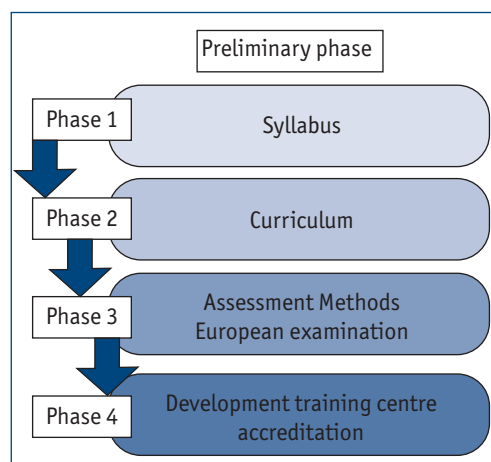 Preliminary phase
Phase 1
Syllabus
Phase 2
Curriculum
Phase 3
Assessment Methods
European examination
Phase 4
Development training centre
accreditation